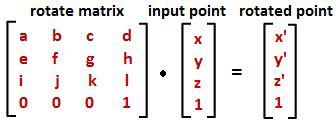 rotate matrix input point rotated point
a b c d x x'
e f g h y y'
i j k l • z = z'
0 0 0 1 1 1